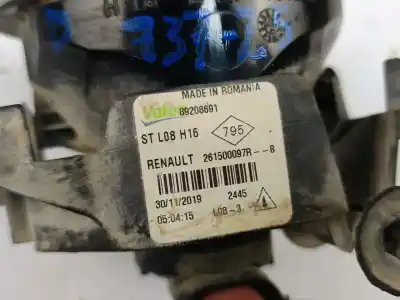 MADE IN ROMANIA
Valeo
89208691
ST L08 H16
795
RENAULT 261500097R--8
30/11/2019 2445
05:04:15 L08-3